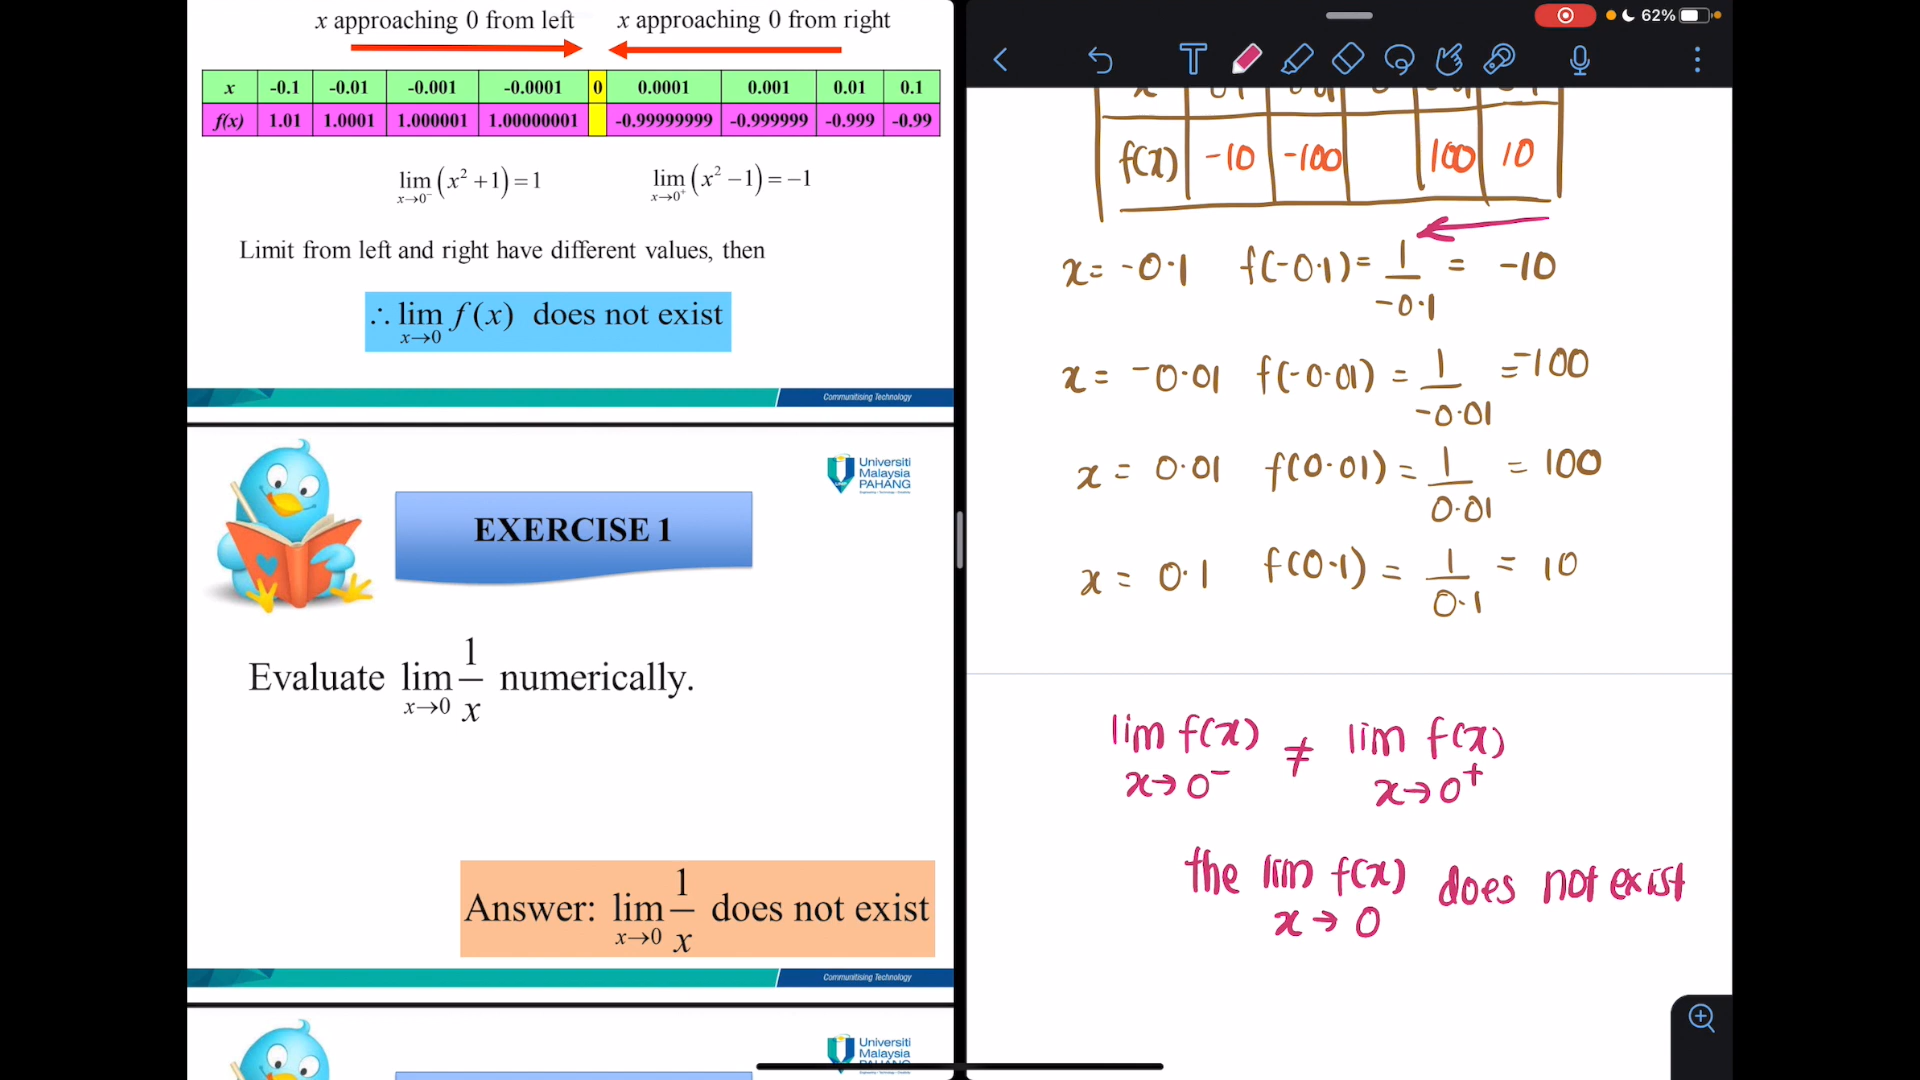 x approaching 0 from left x approaching 0 from right
x -0.1 -0.01 -0.001 -0.0001 0 0.0001 0.001 0.01 0.1
f(x) 1.01 1.0001 1.000001 1.00000001 -0.99999999 -0.999999 -0.999 -0.99
lim x→0⁻ (x² + 1) = 1 lim x→0⁺ (x² − 1) = −1
Limit from left and right have different values, then
∴ lim x→0 f(x) does not exist
Communitising Technology
Universiti
Malaysia
PAHANG
EXERCISE 1
Evaluate lim x→0 1/x numerically.
Answer: lim x→0 1/x does not exist
Communitising Technology
Universiti
Malaysia
PAHANG
62%
T
f(x) -10 -100 100 10
x = -0.1 f(-0.1) = 1/-0.1 = -10
x = -0.01 f(-0.01) = 1/-0.01 = -100
x = 0.01 f(0.01) = 1/0.01 = 100
x = 0.1 f(0.1) = 1/0.1 = 10
lim x→0⁻ f(x) ≠ lim x→0⁺ f(x)
the lim x→0 f(x) does not exist